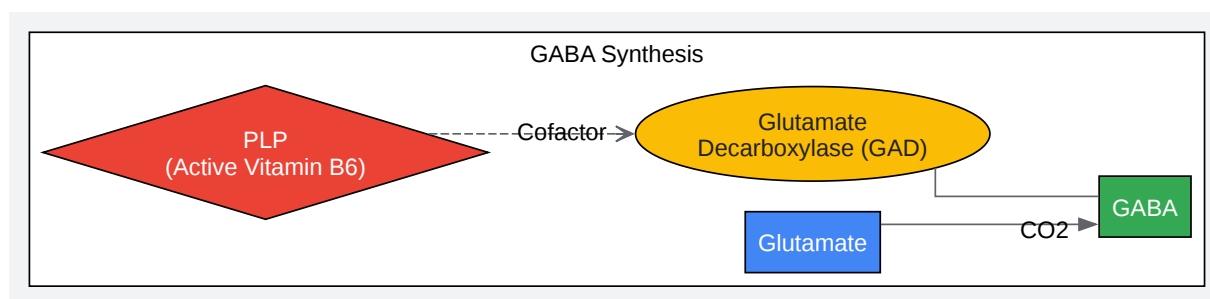 GABA Synthesis
PLP
(Active Vitamin B6)
Cofactor
Glutamate
Decarboxylase (GAD)
GABA
CO2
Glutamate